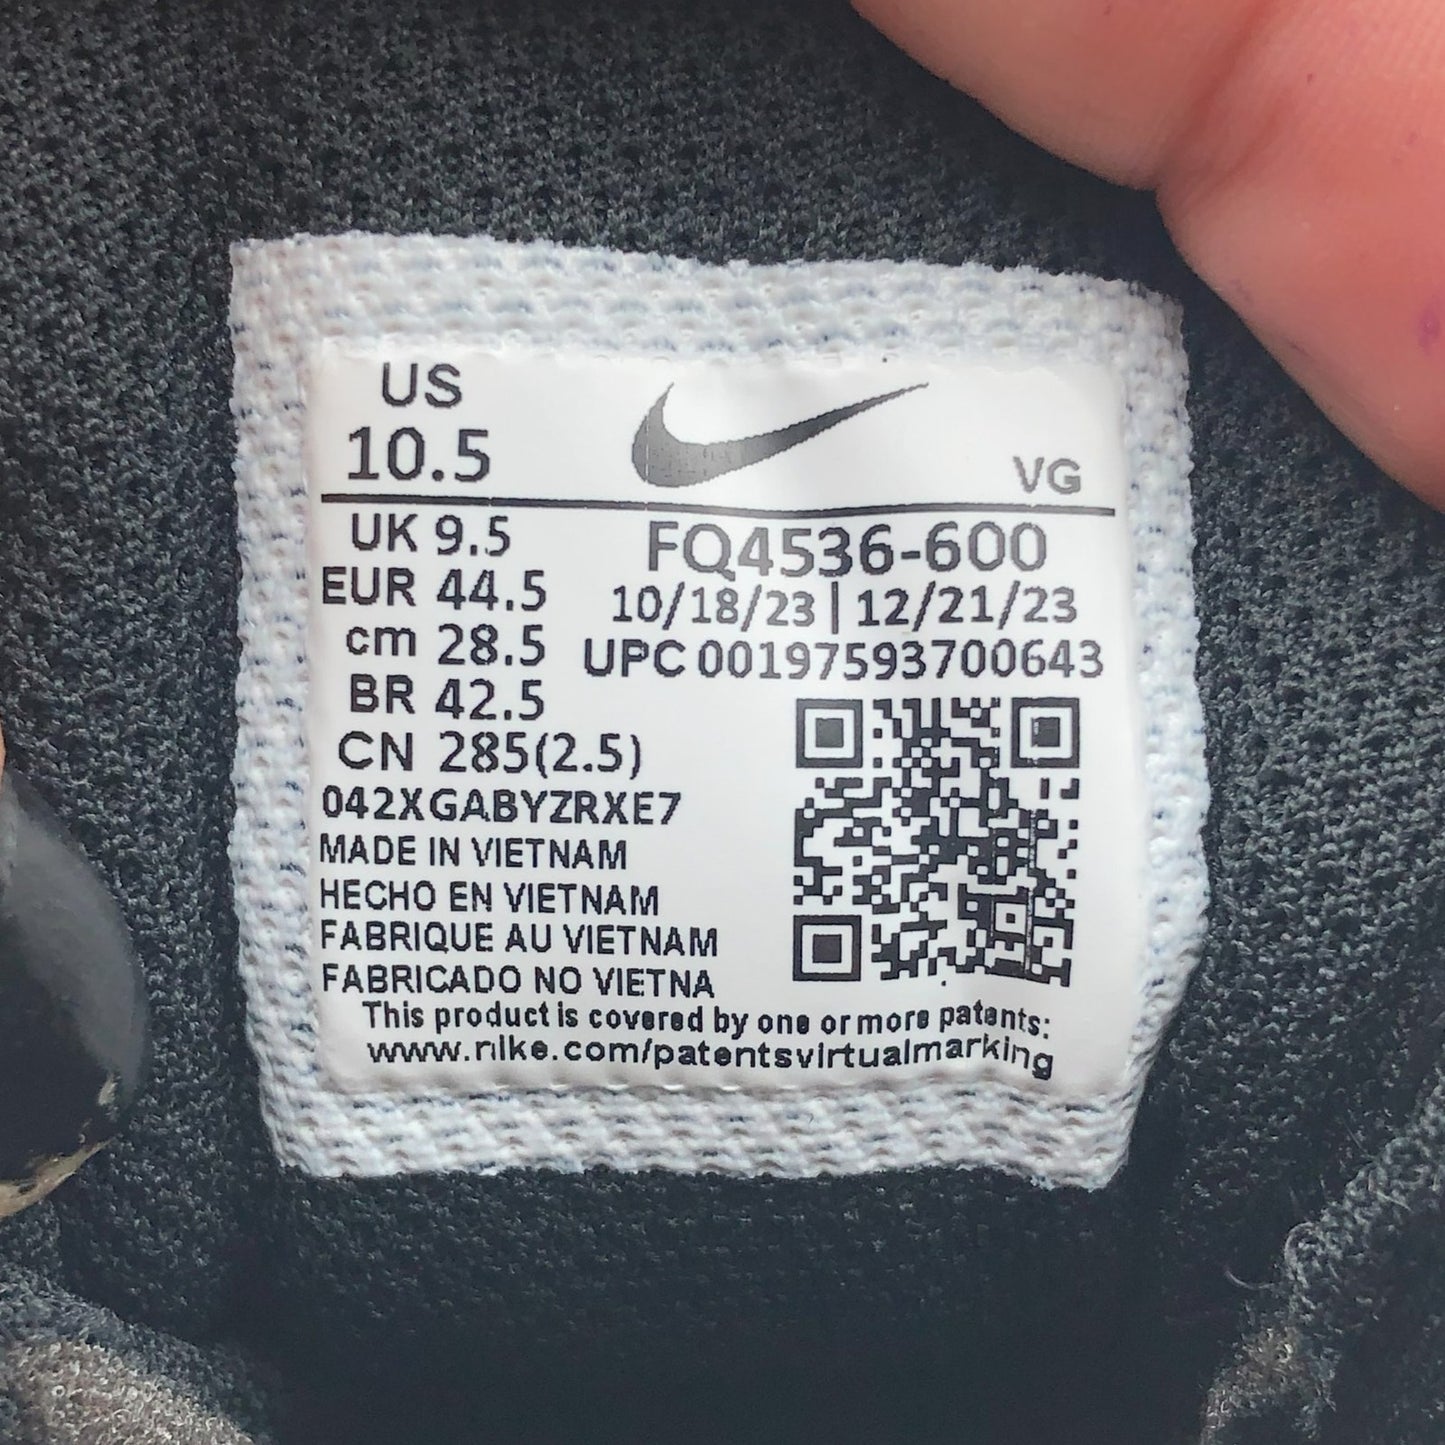 US
10.5
VG
UK 9.5
EUR 44.5
cm 28.5
BR 42.5
CN 285(2.5)
FQ4536-600
10/18/23 | 12/21/23
UPC 00197593700643
042XGABYZRXE7
MADE IN VIETNAM
HECHO EN VIETNAM
FABRIQUE AU VIETNAM
FABRICADO NO VIETNA
This product is covered by one or more patents:
www.nike.com/patentsvirtualmarking